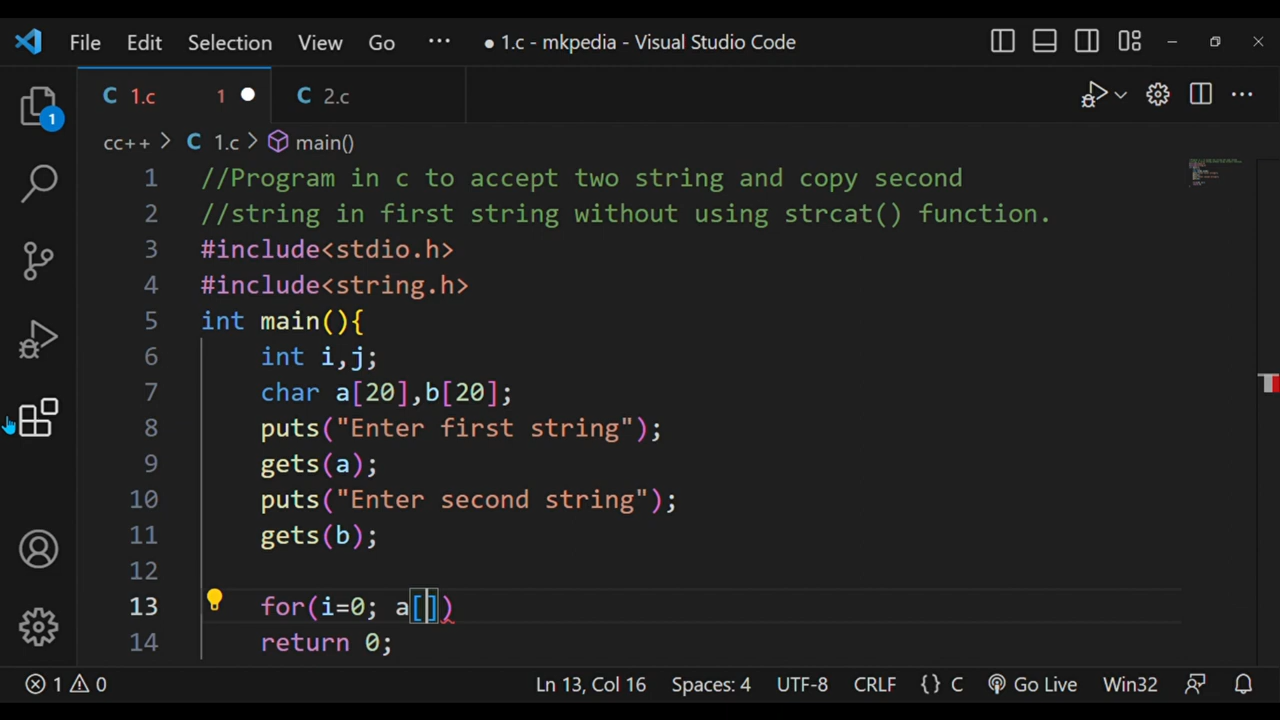 File Edit Selection View Go ··· ● 1.c - mkpedia - Visual Studio Code
C 1.c 1 ● C 2.c
1
cc++ > C 1.c > main()
1 //Program in c to accept two string and copy second
2 //string in first string without using strcat() function.
3 #include<stdio.h>
4 #include<string.h>
5 int main(){
6 int i,j;
7 char a[20],b[20];
8 puts("Enter first string");
9 gets(a);
10 puts("Enter second string");
11 gets(b);
12
13 for(i=0; a[])
14 return 0;
1 0 Ln 13, Col 16 Spaces: 4 UTF-8 CRLF {} C Go Live Win32